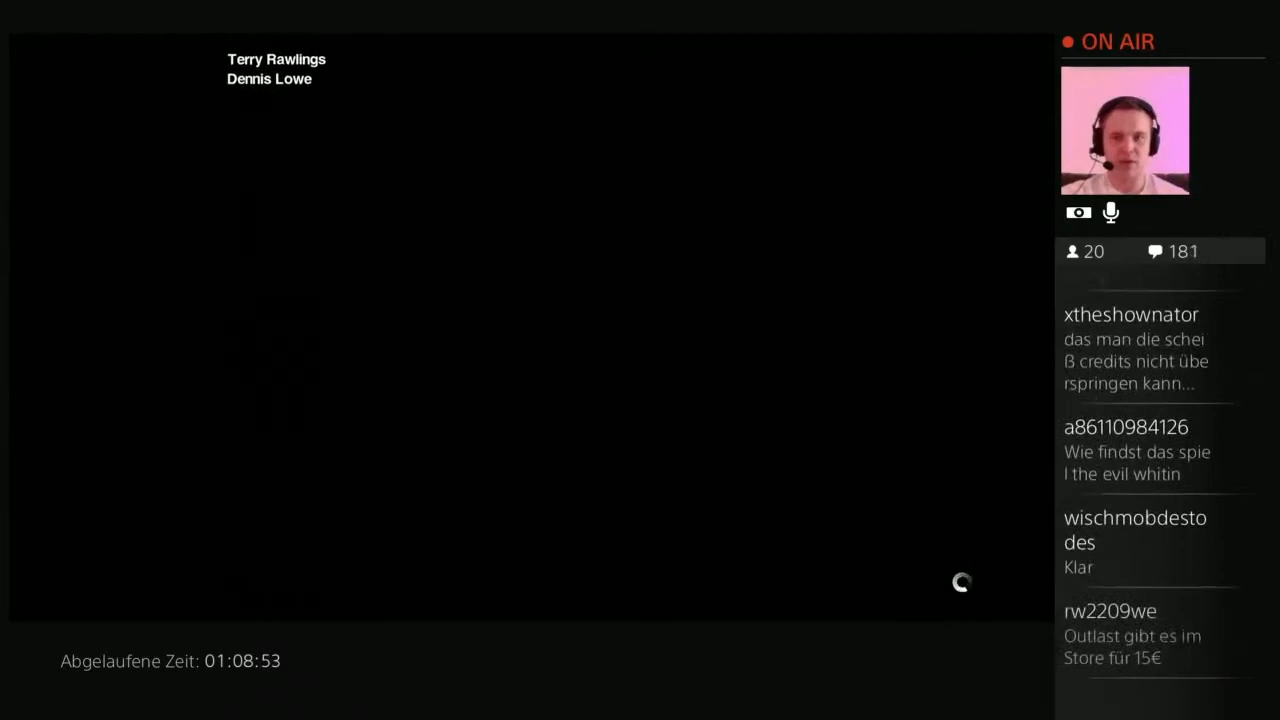 Terry Rawlings
Dennis Lowe
ON AIR
20
181
xtheshownator
das man die schei
ß credits nicht übe
rspringen kann...
a86110984126
Wie findst das spie
l the evil whitin
wischmobdesto
des
Klar
rw2209we
Outlast gibt es im
Store für 15€
Abgelaufene Zeit: 01:08:53